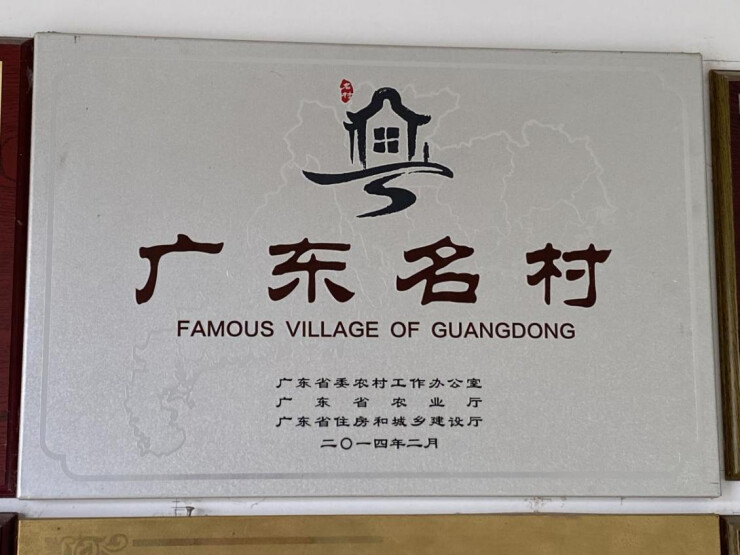 名村
广东名村
FAMOUS VILLAGE OF GUANGDONG
广东省委农村工作办公室
广东省农业厅
广东省住房和城乡建设厅
二〇一四年二月